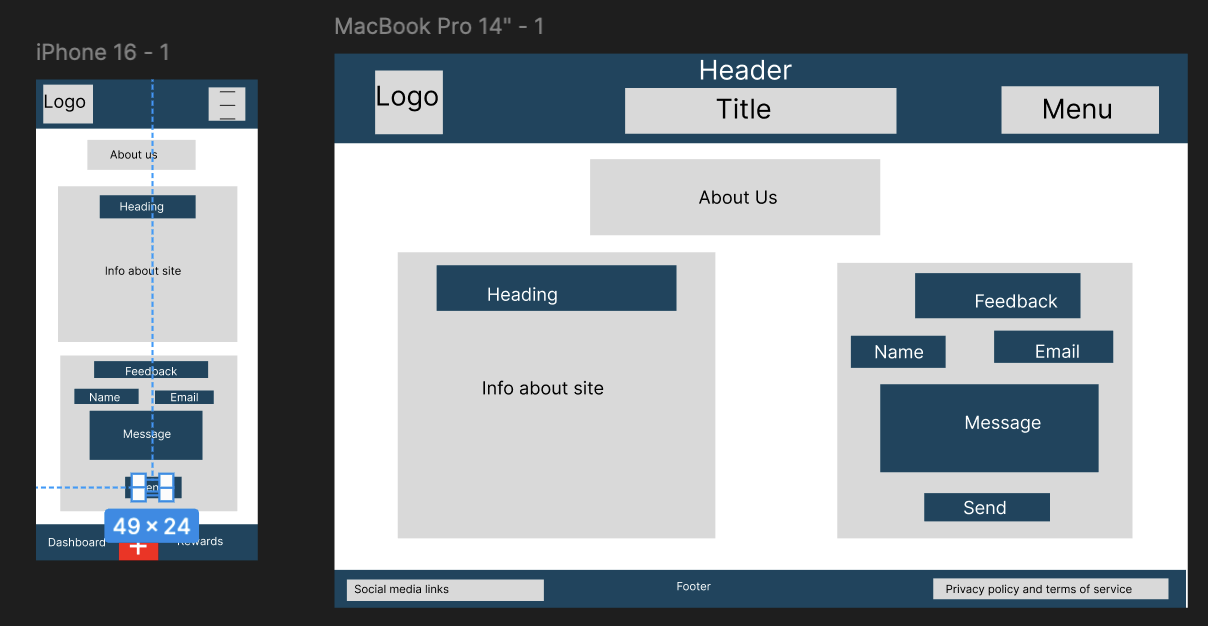 iPhone 16 - 1
Logo
About us
Heading
Info about site
Feedback
Name Email
Message
49 × 24
Dashboard + Rewards
MacBook Pro 14" - 1
Header
Logo
Title
Menu
About Us
Heading
Info about site
Feedback
Name Email
Message
Send
Social media links
Footer
Privacy policy and terms of service